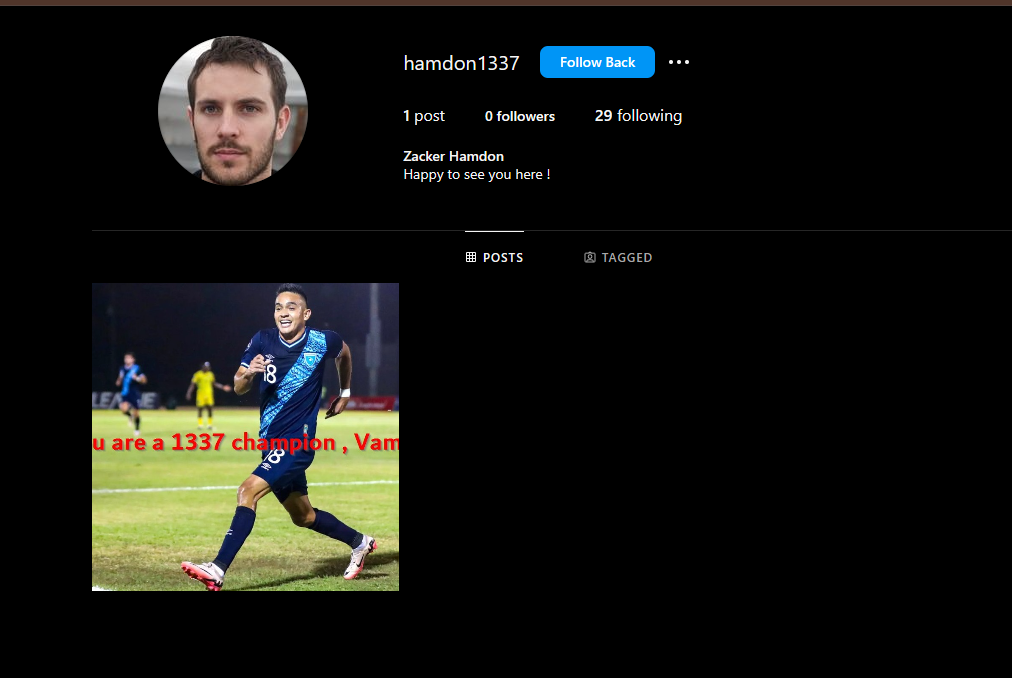 hamdon1337 Follow Back
1 post 0 followers 29 following
Zacker Hamdon
Happy to see you here !
POSTS TAGGED
18
u are a 1337 champion , Vam
18